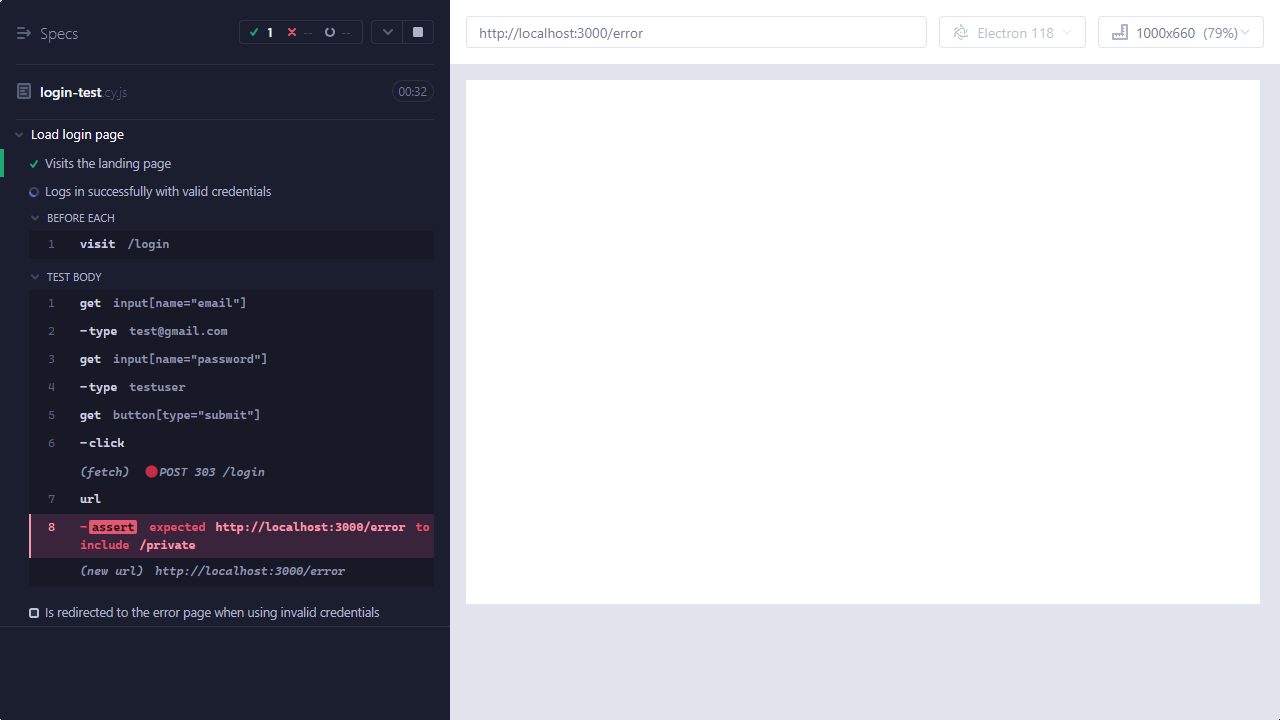 Specs
1
--
--
login-test.cy.js
00:32
Load login page
Visits the landing page
Logs in successfully with valid credentials
BEFORE EACH
1 visit /login
TEST BODY
1 get input[name="email"]
2 -type test@gmail.com
3 get input[name="password"]
4 -type testuser
5 get button[type="submit"]
6 -click
(fetch) POST 303 /login
7 url
8 -assert expected http://localhost:3000/error to
include /private
(new url) http://localhost:3000/error
Is redirected to the error page when using invalid credentials
http://localhost:3000/error
Electron 118
1000x660 (79%)